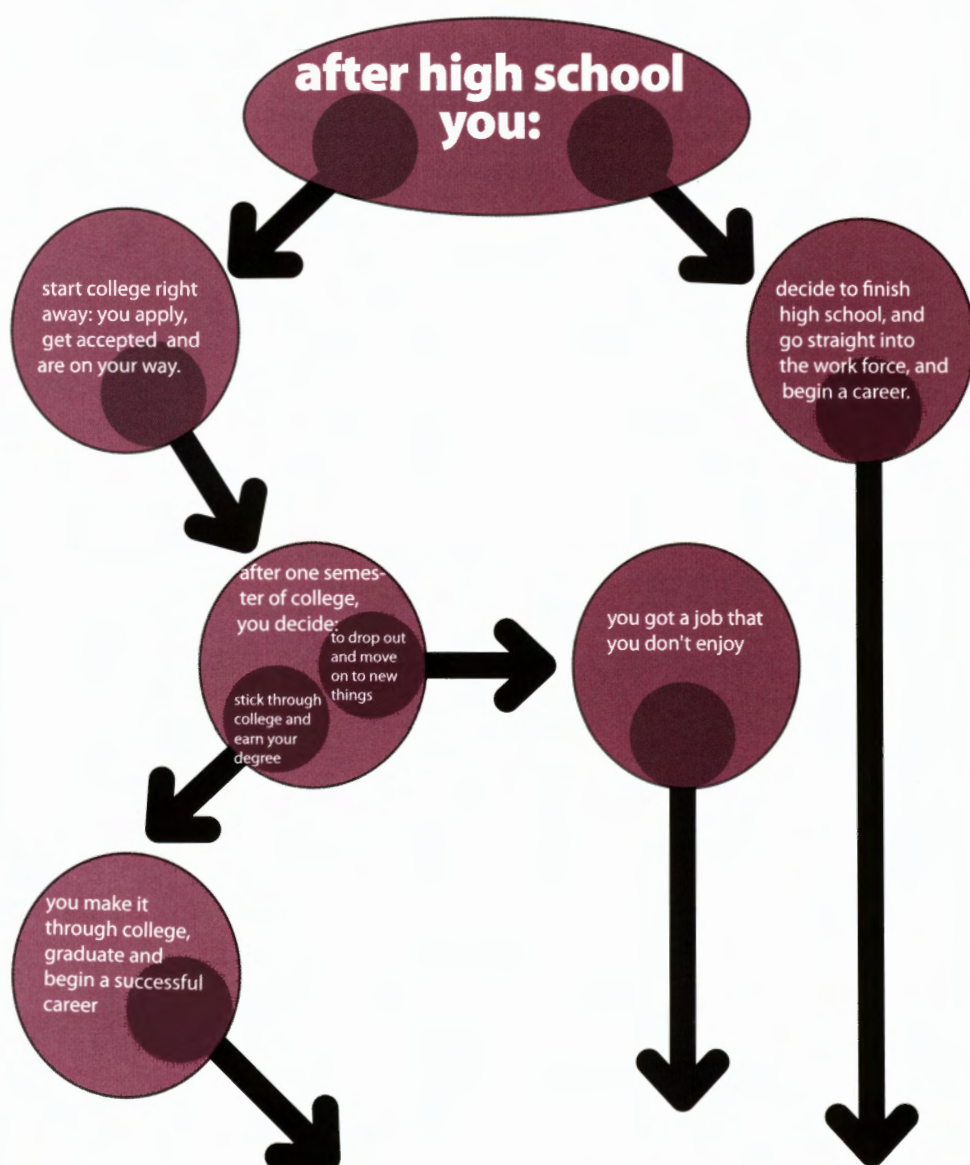 after high school
you:
start college right
away: you apply,
get accepted and
are on your way.
decide to finish
high school, and
go straight into
the work force, and
begin a career.
after one semes-
ter of college,
you decide:
to drop out
and move
on to new
things
stick through
college and
earn your
degree
you got a job that
you don't enjoy
you make it
through college,
graduate and
begin a successful
career